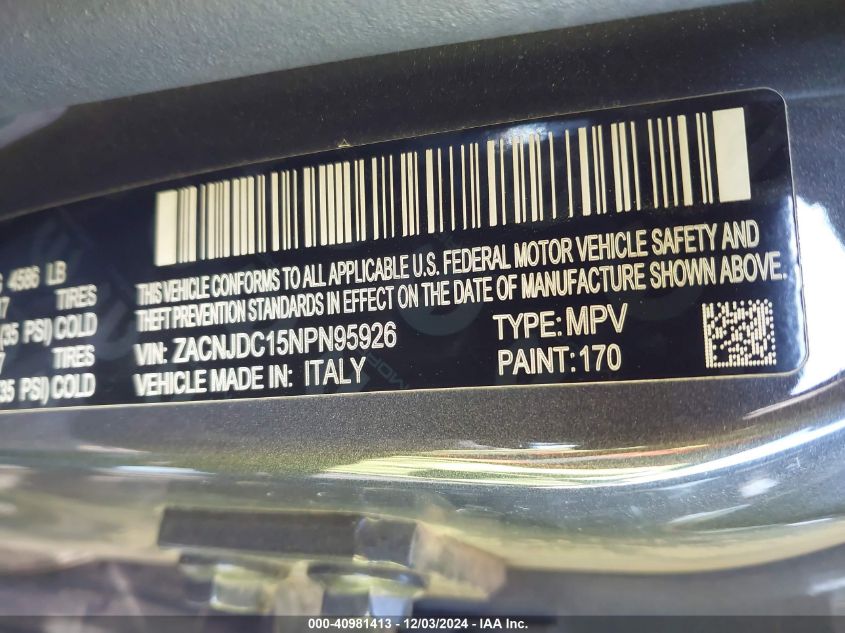 4586 LB
TIRES
(35 PSI) COLD
35 PSI) COLD
THIS VEHICLE CONFORMS TO ALL APPLICABLE U.S. FEDERAL MOTOR VEHICLE SAFETY AND
THEFT PREVENTION STANDARDS IN EFFECT ON THE DATE OF MANUFACTURE SHOWN ABOVE.
VIN: ZACNJDC15NPN95926
TYPE: MPV
VEHICLE MADE IN: ITALY
PAINT: 170
000-40981413 - 12/03/2024 - IAA Inc.